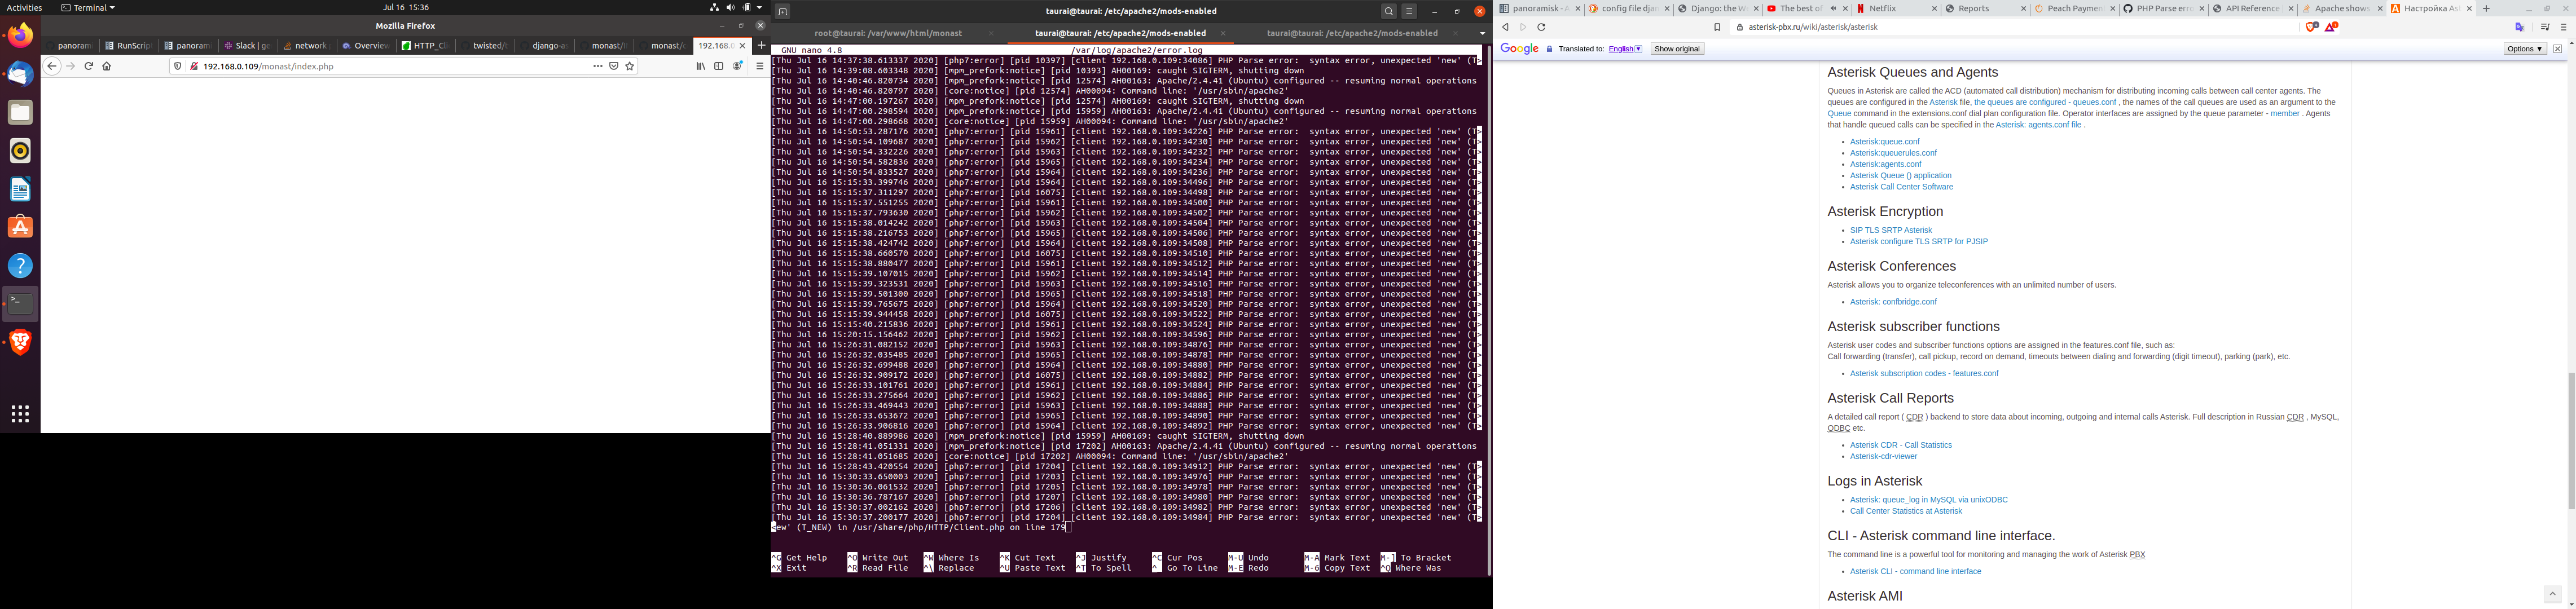 Activities
Terminal
Jul 16 15:36
Mozilla Firefox
panorami
RunScrip
panorami
Slack | ge
network
Overview
HTTP_Cli
twisted/t
django-as
monast/
monast/c
192.168.0.
192.168.0.109/monast/index.php
taurai@taurai: /etc/apache2/mods-enabled
root@taurai: /var/www/html/monast
taurai@taurai: /etc/apache2/mods-enabled
taurai@taurai: /etc/apache2/mods-enabled
GNU nano 4.8 /var/log/apache2/error.log
[Thu Jul 16 14:37:38.613337 2020] [php7:error] [pid 10397] [client 192.168.0.109:34086] PHP Parse error:  syntax error, unexpected 'new' (T>
[Thu Jul 16 14:39:08.603348 2020] [mpm_prefork:notice] [pid 10393] AH00169: caught SIGTERM, shutting down
[Thu Jul 16 14:40:46.820734 2020] [mpm_prefork:notice] [pid 12574] AH00163: Apache/2.4.41 (Ubuntu) configured -- resuming normal operations
[Thu Jul 16 14:40:46.820797 2020] [core:notice] [pid 12574] AH00094: Command line: '/usr/sbin/apache2'
[Thu Jul 16 14:47:00.197267 2020] [mpm_prefork:notice] [pid 12574] AH00169: caught SIGTERM, shutting down
[Thu Jul 16 14:47:00.298594 2020] [mpm_prefork:notice] [pid 15959] AH00163: Apache/2.4.41 (Ubuntu) configured -- resuming normal operations
[Thu Jul 16 14:47:00.298668 2020] [core:notice] [pid 15959] AH00094: Command line: '/usr/sbin/apache2'
[Thu Jul 16 14:50:53.287176 2020] [php7:error] [pid 15961] [client 192.168.0.109:34226] PHP Parse error:  syntax error, unexpected 'new' (T>
[Thu Jul 16 14:50:54.109687 2020] [php7:error] [pid 15961] [client 192.168.0.109:34230] PHP Parse error:  syntax error, unexpected 'new' (T>
[Thu Jul 16 14:50:54.332226 2020] [php7:error] [pid 15963] [client 192.168.0.109:34232] PHP Parse error:  syntax error, unexpected 'new' (T>
[Thu Jul 16 14:50:54.582836 2020] [php7:error] [pid 15965] [client 192.168.0.109:34234] PHP Parse error:  syntax error, unexpected 'new' (T>
[Thu Jul 16 14:50:54.833527 2020] [php7:error] [pid 15964] [client 192.168.0.109:34236] PHP Parse error:  syntax error, unexpected 'new' (T>
[Thu Jul 16 15:15:33.399746 2020] [php7:error] [pid 15964] [client 192.168.0.109:34496] PHP Parse error:  syntax error, unexpected 'new' (T>
[Thu Jul 16 15:15:37.311297 2020] [php7:error] [pid 16075] [client 192.168.0.109:34498] PHP Parse error:  syntax error, unexpected 'new' (T>
[Thu Jul 16 15:15:37.551255 2020] [php7:error] [pid 15961] [client 192.168.0.109:34500] PHP Parse error:  syntax error, unexpected 'new' (T>
[Thu Jul 16 15:15:37.793630 2020] [php7:error] [pid 15962] [client 192.168.0.109:34502] PHP Parse error:  syntax error, unexpected 'new' (T>
[Thu Jul 16 15:15:38.014242 2020] [php7:error] [pid 15963] [client 192.168.0.109:34504] PHP Parse error:  syntax error, unexpected 'new' (T>
[Thu Jul 16 15:15:38.216753 2020] [php7:error] [pid 15965] [client 192.168.0.109:34506] PHP Parse error:  syntax error, unexpected 'new' (T>
[Thu Jul 16 15:15:38.424742 2020] [php7:error] [pid 15964] [client 192.168.0.109:34508] PHP Parse error:  syntax error, unexpected 'new' (T>
[Thu Jul 16 15:15:38.660570 2020] [php7:error] [pid 16075] [client 192.168.0.109:34510] PHP Parse error:  syntax error, unexpected 'new' (T>
[Thu Jul 16 15:15:38.880477 2020] [php7:error] [pid 15961] [client 192.168.0.109:34512] PHP Parse error:  syntax error, unexpected 'new' (T>
[Thu Jul 16 15:15:39.107015 2020] [php7:error] [pid 15962] [client 192.168.0.109:34514] PHP Parse error:  syntax error, unexpected 'new' (T>
[Thu Jul 16 15:15:39.323531 2020] [php7:error] [pid 15963] [client 192.168.0.109:34516] PHP Parse error:  syntax error, unexpected 'new' (T>
[Thu Jul 16 15:15:39.501300 2020] [php7:error] [pid 15965] [client 192.168.0.109:34518] PHP Parse error:  syntax error, unexpected 'new' (T>
[Thu Jul 16 15:15:39.765675 2020] [php7:error] [pid 15964] [client 192.168.0.109:34520] PHP Parse error:  syntax error, unexpected 'new' (T>
[Thu Jul 16 15:15:39.944458 2020] [php7:error] [pid 16075] [client 192.168.0.109:34522] PHP Parse error:  syntax error, unexpected 'new' (T>
[Thu Jul 16 15:15:40.215836 2020] [php7:error] [pid 15961] [client 192.168.0.109:34524] PHP Parse error:  syntax error, unexpected 'new' (T>
[Thu Jul 16 15:20:15.156462 2020] [php7:error] [pid 15962] [client 192.168.0.109:34596] PHP Parse error:  syntax error, unexpected 'new' (T>
[Thu Jul 16 15:26:31.082152 2020] [php7:error] [pid 15963] [client 192.168.0.109:34876] PHP Parse error:  syntax error, unexpected 'new' (T>
[Thu Jul 16 15:26:32.035485 2020] [php7:error] [pid 15965] [client 192.168.0.109:34878] PHP Parse error:  syntax error, unexpected 'new' (T>
[Thu Jul 16 15:26:32.699488 2020] [php7:error] [pid 15964] [client 192.168.0.109:34880] PHP Parse error:  syntax error, unexpected 'new' (T>
[Thu Jul 16 15:26:32.909172 2020] [php7:error] [pid 16075] [client 192.168.0.109:34882] PHP Parse error:  syntax error, unexpected 'new' (T>
[Thu Jul 16 15:26:33.101761 2020] [php7:error] [pid 15961] [client 192.168.0.109:34884] PHP Parse error:  syntax error, unexpected 'new' (T>
[Thu Jul 16 15:26:33.275664 2020] [php7:error] [pid 15962] [client 192.168.0.109:34886] PHP Parse error:  syntax error, unexpected 'new' (T>
[Thu Jul 16 15:26:33.469443 2020] [php7:error] [pid 15963] [client 192.168.0.109:34888] PHP Parse error:  syntax error, unexpected 'new' (T>
[Thu Jul 16 15:26:33.653672 2020] [php7:error] [pid 15965] [client 192.168.0.109:34890] PHP Parse error:  syntax error, unexpected 'new' (T>
[Thu Jul 16 15:26:33.906816 2020] [php7:error] [pid 15964] [client 192.168.0.109:34892] PHP Parse error:  syntax error, unexpected 'new' (T>
[Thu Jul 16 15:28:40.889986 2020] [mpm_prefork:notice] [pid 15959] AH00169: caught SIGTERM, shutting down
[Thu Jul 16 15:28:41.051331 2020] [mpm_prefork:notice] [pid 17202] AH00163: Apache/2.4.41 (Ubuntu) configured -- resuming normal operations
[Thu Jul 16 15:28:41.051685 2020] [core:notice] [pid 17202] AH00094: Command line: '/usr/sbin/apache2'
[Thu Jul 16 15:28:43.420554 2020] [php7:error] [pid 17204] [client 192.168.0.109:34912] PHP Parse error:  syntax error, unexpected 'new' (T>
[Thu Jul 16 15:30:33.650003 2020] [php7:error] [pid 17203] [client 192.168.0.109:34976] PHP Parse error:  syntax error, unexpected 'new' (T>
[Thu Jul 16 15:30:36.061532 2020] [php7:error] [pid 17205] [client 192.168.0.109:34978] PHP Parse error:  syntax error, unexpected 'new' (T>
[Thu Jul 16 15:30:36.787167 2020] [php7:error] [pid 17207] [client 192.168.0.109:34980] PHP Parse error:  syntax error, unexpected 'new' (T>
[Thu Jul 16 15:30:37.002162 2020] [php7:error] [pid 17206] [client 192.168.0.109:34982] PHP Parse error:  syntax error, unexpected 'new' (T>
[Thu Jul 16 15:30:37.200177 2020] [php7:error] [pid 17204] [client 192.168.0.109:34984] PHP Parse error:  syntax error, unexpected 'new' (T>
<ew' (T_NEW) in /usr/share/php/HTTP/Client.php on line 179
^G Get Help ^O Write Out ^W Where Is ^K Cut Text ^J Justify ^C Cur Pos M-U Undo M-A Mark Text M-] To Bracket
^X Exit ^R Read File ^\ Replace ^U Paste Text ^T To Spell ^_ Go To Line M-E Redo M-6 Copy Text ^Q Where Was
panoramisk - A
config file djan
Django: the W
The best of
Netflix
Reports
Peach Paymen
PHP Parse erro
API Reference
Apache shows
Настройка Ast
asterisk-pbx.ru/wiki/asterisk/asterisk
Google Translated to: English Show original Options ▼
Asterisk Queues and Agents
Queues in Asterisk are called the ACD (automated call distribution) mechanism for distributing incoming calls between call center agents. The
queues are configured in the Asterisk file, the queues are configured - queues.conf , the names of the call queues are used as an argument to the
Queue command in the extensions.conf dial plan configuration file. Operator interfaces are assigned by the queue parameter - member . Agents
that handle queued calls can be specified in the Asterisk: agents.conf file .
Asterisk:queue.conf
Asterisk:queuerules.conf
Asterisk:agents.conf
Asterisk Queue () application
Asterisk Call Center Software
Asterisk Encryption
SIP TLS SRTP Asterisk
Asterisk configure TLS SRTP for PJSIP
Asterisk Conferences
Asterisk allows you to organize teleconferences with an unlimited number of users.
Asterisk: confbridge.conf
Asterisk subscriber functions
Asterisk user codes and subscriber functions options are assigned in the features.conf file, such as:
Call forwarding (transfer), call pickup, record on demand, timeouts between dialing and forwarding (digit timeout), parking (park), etc.
Asterisk subscription codes - features.conf
Asterisk Call Reports
A detailed call report ( CDR ) backend to store data about incoming, outgoing and internal calls Asterisk. Full description in Russian CDR , MySQL,
ODBC etc.
Asterisk CDR - Call Statistics
Asterisk-cdr-viewer
Logs in Asterisk
Asterisk: queue_log in MySQL via unixODBC
Call Center Statistics at Asterisk
CLI - Asterisk command line interface.
The command line is a powerful tool for monitoring and managing the work of Asterisk PBX
Asterisk CLI - command line interface
Asterisk AMI